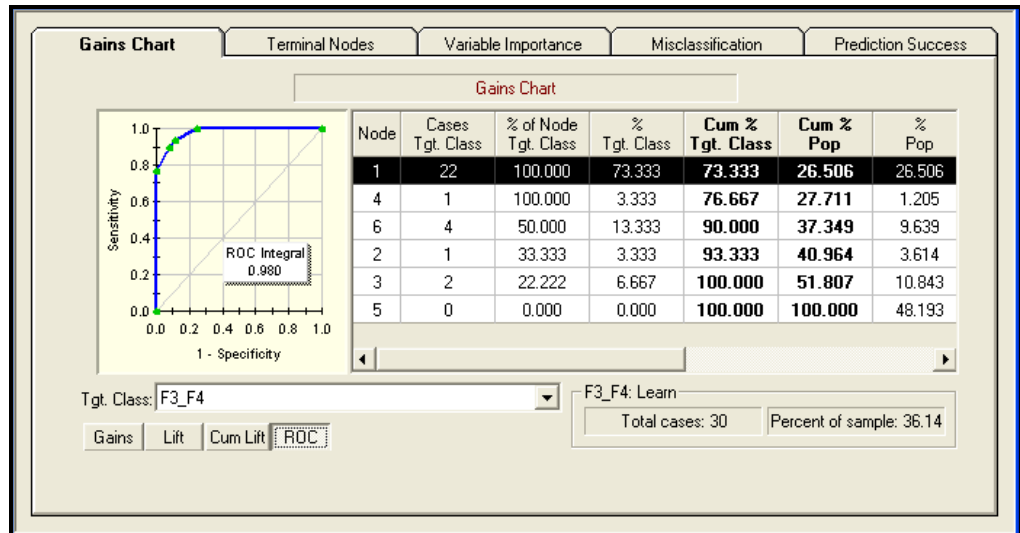 Gains Chart Terminal Nodes Variable Importance Misclassification Prediction Success
Gains Chart
1.0
0.8
0.6
0.4
0.2
0.0
Sensitivity
0.0 0.2 0.4 0.6 0.8 1.0
1 - Specificity
ROC Integral
0.980
Node Cases Tgt. Class % of Node Tgt. Class % Tgt. Class Cum % Tgt. Class Cum % Pop % Pop
1 22 100.000 73.333 73.333 26.506 26.506
4 1 100.000 3.333 76.667 27.711 1.205
6 4 50.000 13.333 90.000 37.349 9.639
2 1 33.333 3.333 93.333 40.964 3.614
3 2 22.222 6.667 100.000 51.807 10.843
5 0 0.000 0.000 100.000 100.000 48.193
Tgt. Class: F3_F4
Gains Lift Cum Lift ROC
F3_F4: Learn
Total cases: 30 Percent of sample: 36.14